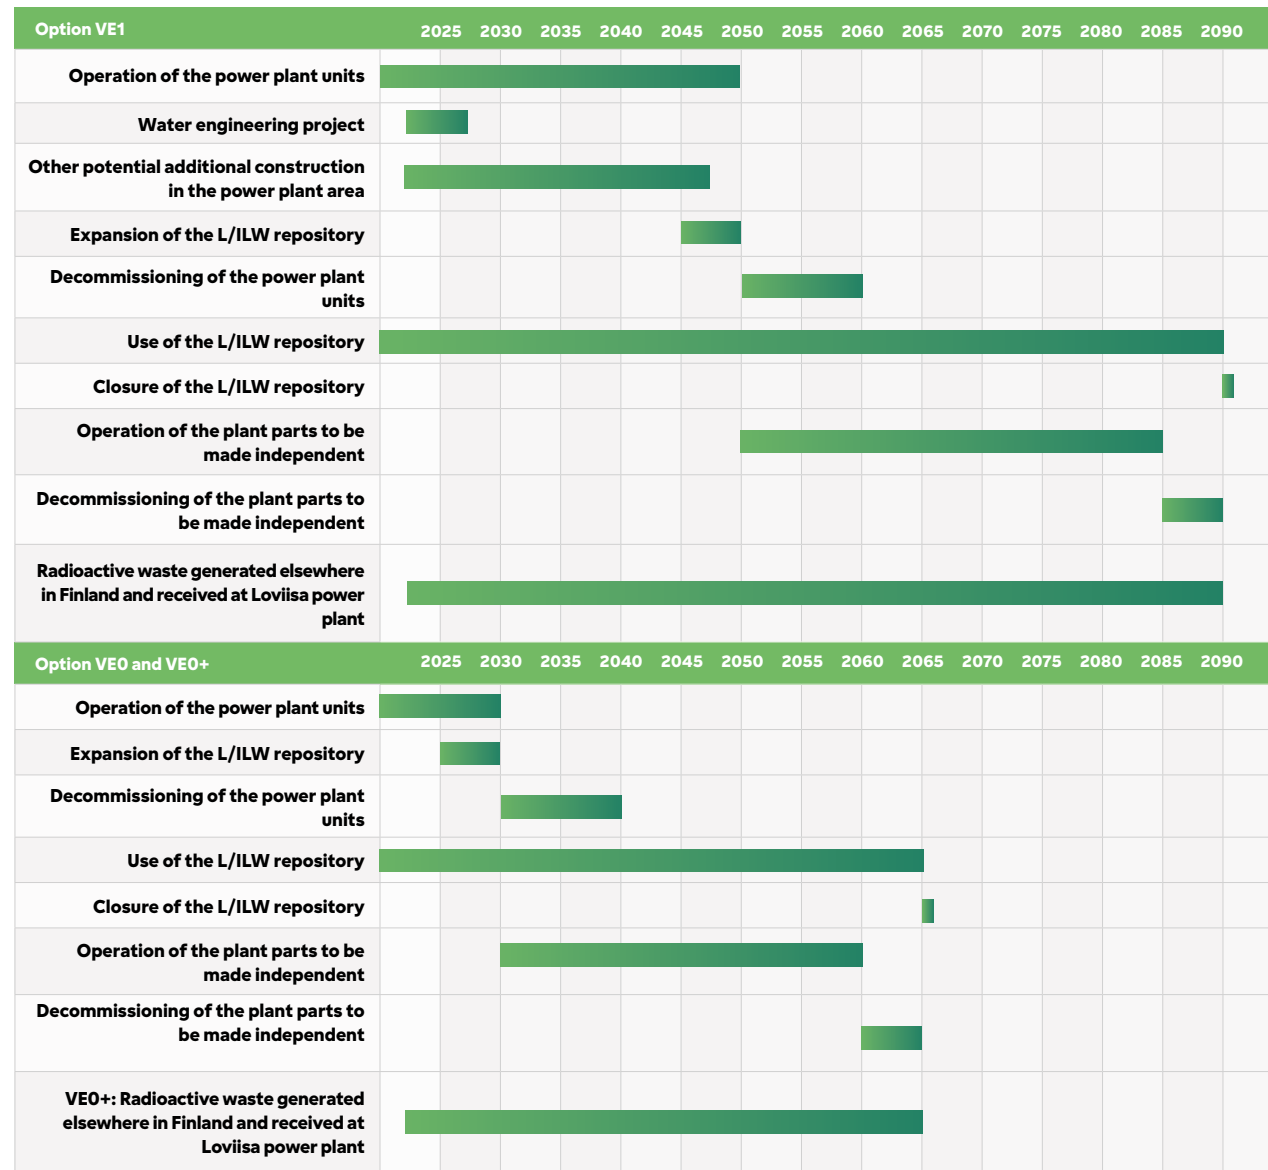 Option VE1 2025 2030 2035 2040 2045 2050 2055 2060 2065 2070 2075 2080 2085 2090
Operation of the power plant units
Water engineering project
Other potential additional construction
in the power plant area
Expansion of the L/ILW repository
Decommissioning of the power plant
units
Use of the L/ILW repository
Closure of the L/ILW repository
Operation of the plant parts to be
made independent
Decommissioning of the plant parts to
be made independent
Radioactive waste generated elsewhere
in Finland and received at Loviisa power
plant
Option VE0 and VE0+ 2025 2030 2035 2040 2045 2050 2055 2060 2065 2070 2075 2080 2085 2090
Operation of the power plant units
Expansion of the L/ILW repository
Decommissioning of the power plant
units
Use of the L/ILW repository
Closure of the L/ILW repository
Operation of the plant parts to be
made independent
Decommissioning of the plant parts to
be made independent
VE0+: Radioactive waste generated
elsewhere in Finland and received at
Loviisa power plant